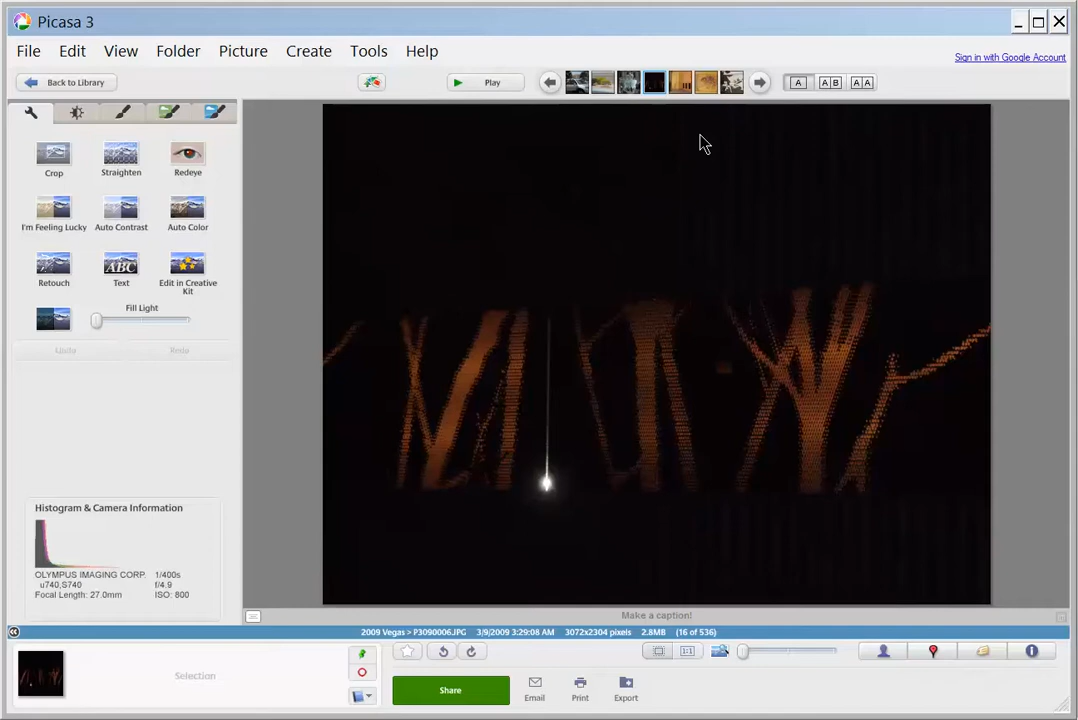 Picasa 3
File Edit View Folder Picture Create Tools Help
Sign in with Google Account
Back to Library Play A A B A A
Crop Straighten Redeye
I'm Feeling Lucky Auto Contrast Auto Color
ABC
Retouch Text Edit in Creative Kit
Fill Light
Undo Redo
Histogram & Camera Information
OLYMPUS IMAGING CORP. 1/400s
u740,S740 f/4.9
Focal Length: 27.0mm ISO: 800
Make a caption!
2009 Vegas > P3090006.JPG 3/9/2009 3:29:08 AM 3072x2304 pixels 2.8MB (16 of 536)
1:1
Selection
Share Email Print Export